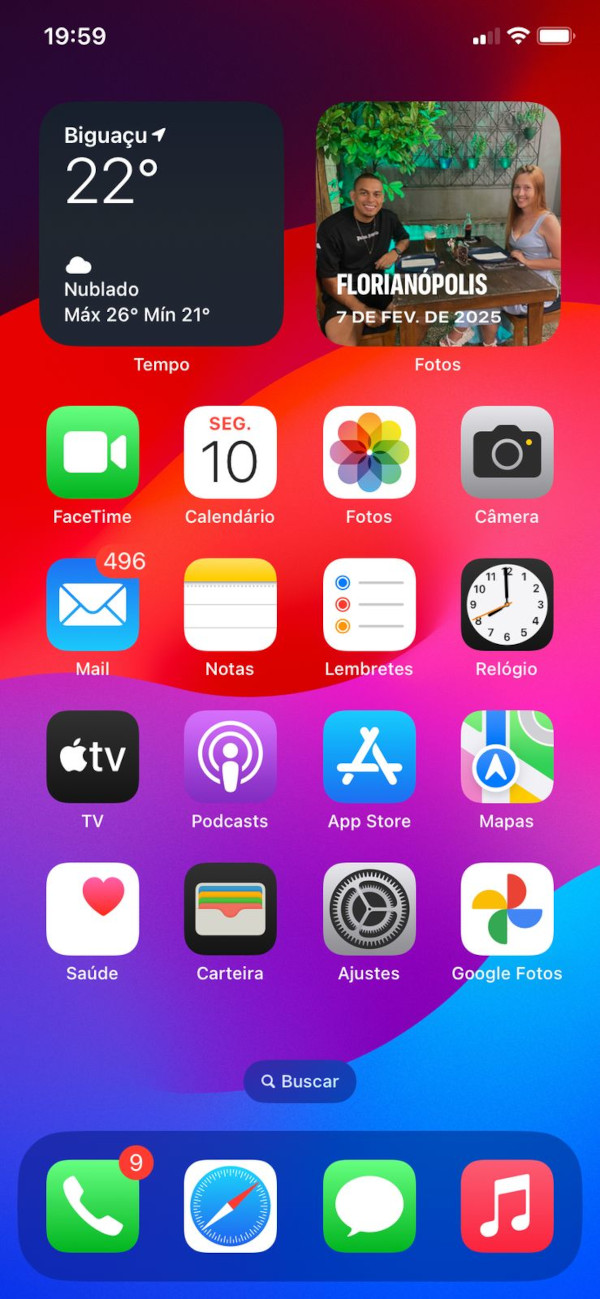 19:59
Biguaçu
22°
Nublado
Máx 26° Mín 21°
Tempo
FLORIANÓPOLIS
7 DE FEV. DE 2025
Fotos
FaceTime
SEG.
10
Calendário
Fotos
Câmera
496
Mail
Notas
Lembretes
12
1
2
3
4
5
6
7
8
9
10
11
Relógio
tv
TV
Podcasts
App Store
Mapas
Saúde
Carteira
Ajustes
Google Fotos
Buscar
9